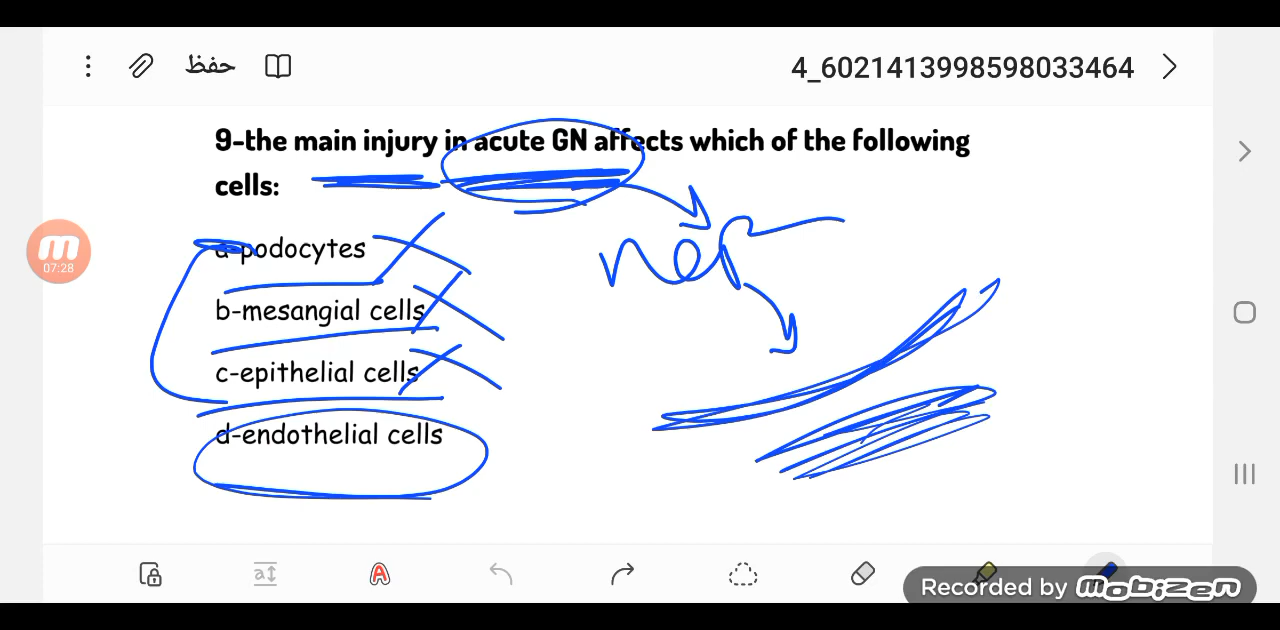 حفظ
4_6021413998598033464
07:28
9-the main injury in acute GN affects which of the following
cells:
a-podocytes
b-mesangial cells
c-epithelial cells
d-endothelial cells
Recorded by mobizen